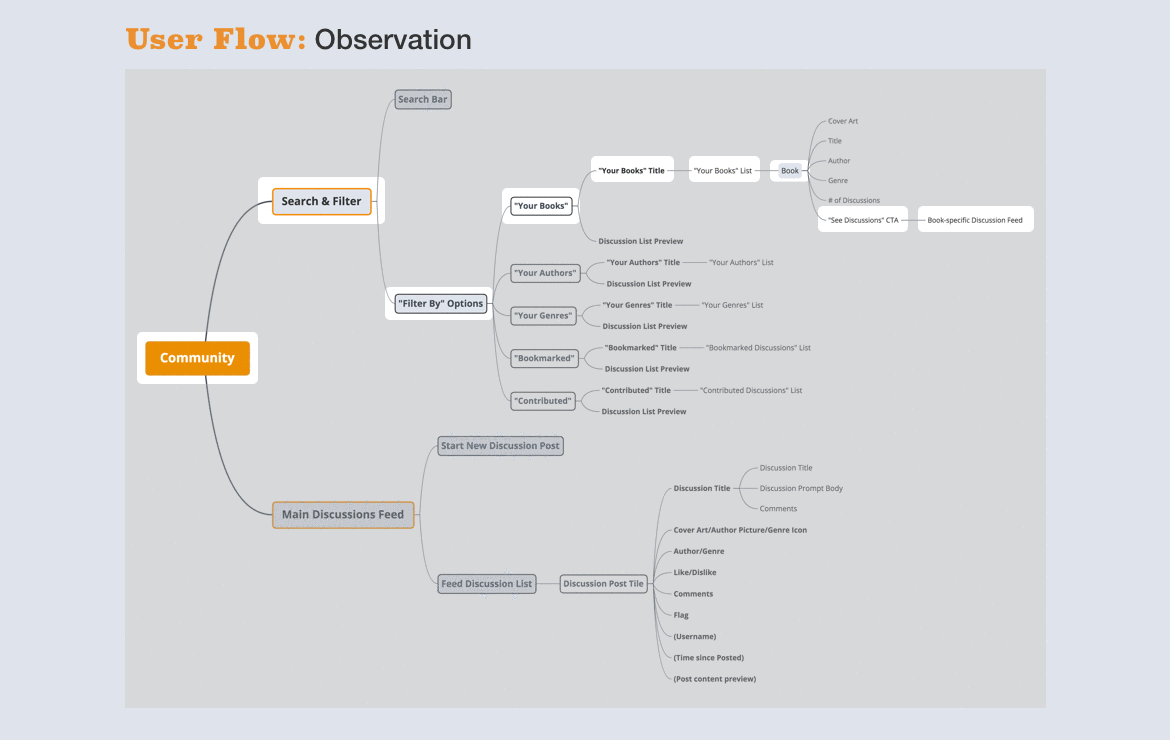 User Flow: Observation
Search Bar
Cover Art
Title
Author
Genre
# of Discussions
"See Discussions" CTA
Book-specific Discussion Feed
"Your Books" Title
"Your Books" List
Book
Search & Filter
"Your Books"
Discussion List Preview
"Your Authors"
"Your Authors" Title
"Your Authors" List
Discussion List Preview
"Filter By" Options
"Your Genres"
"Your Genres" Title
"Your Genres" List
Discussion List Preview
Community
"Bookmarked"
"Bookmarked" Title
"Bookmarked Discussions" List
Discussion List Preview
"Contributed"
"Contributed" Title
"Contributed Discussions" List
Discussion List Preview
Start New Discussion Post
Main Discussions Feed
Feed Discussion List
Discussion Post Tile
Discussion Title
Discussion Title
Discussion Prompt Body
Comments
Cover Art/Author Picture/Genre Icon
Author/Genre
Like/Dislike
Comments
Flag
(Username)
(Time since Posted)
(Post content preview)